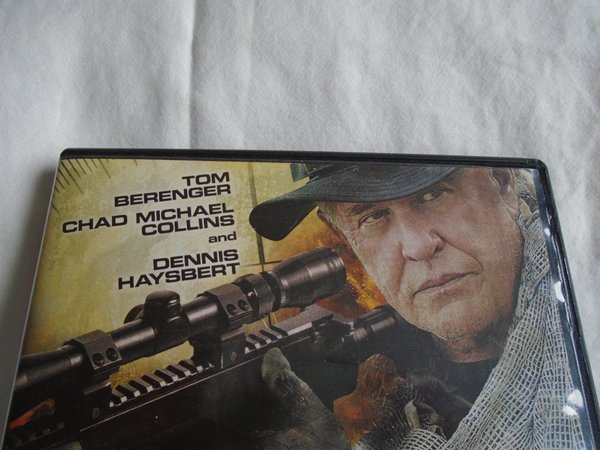 TOM
BERENGER
CHAD MICHAEL
COLLINS
and
DENNIS
HAYSBERT